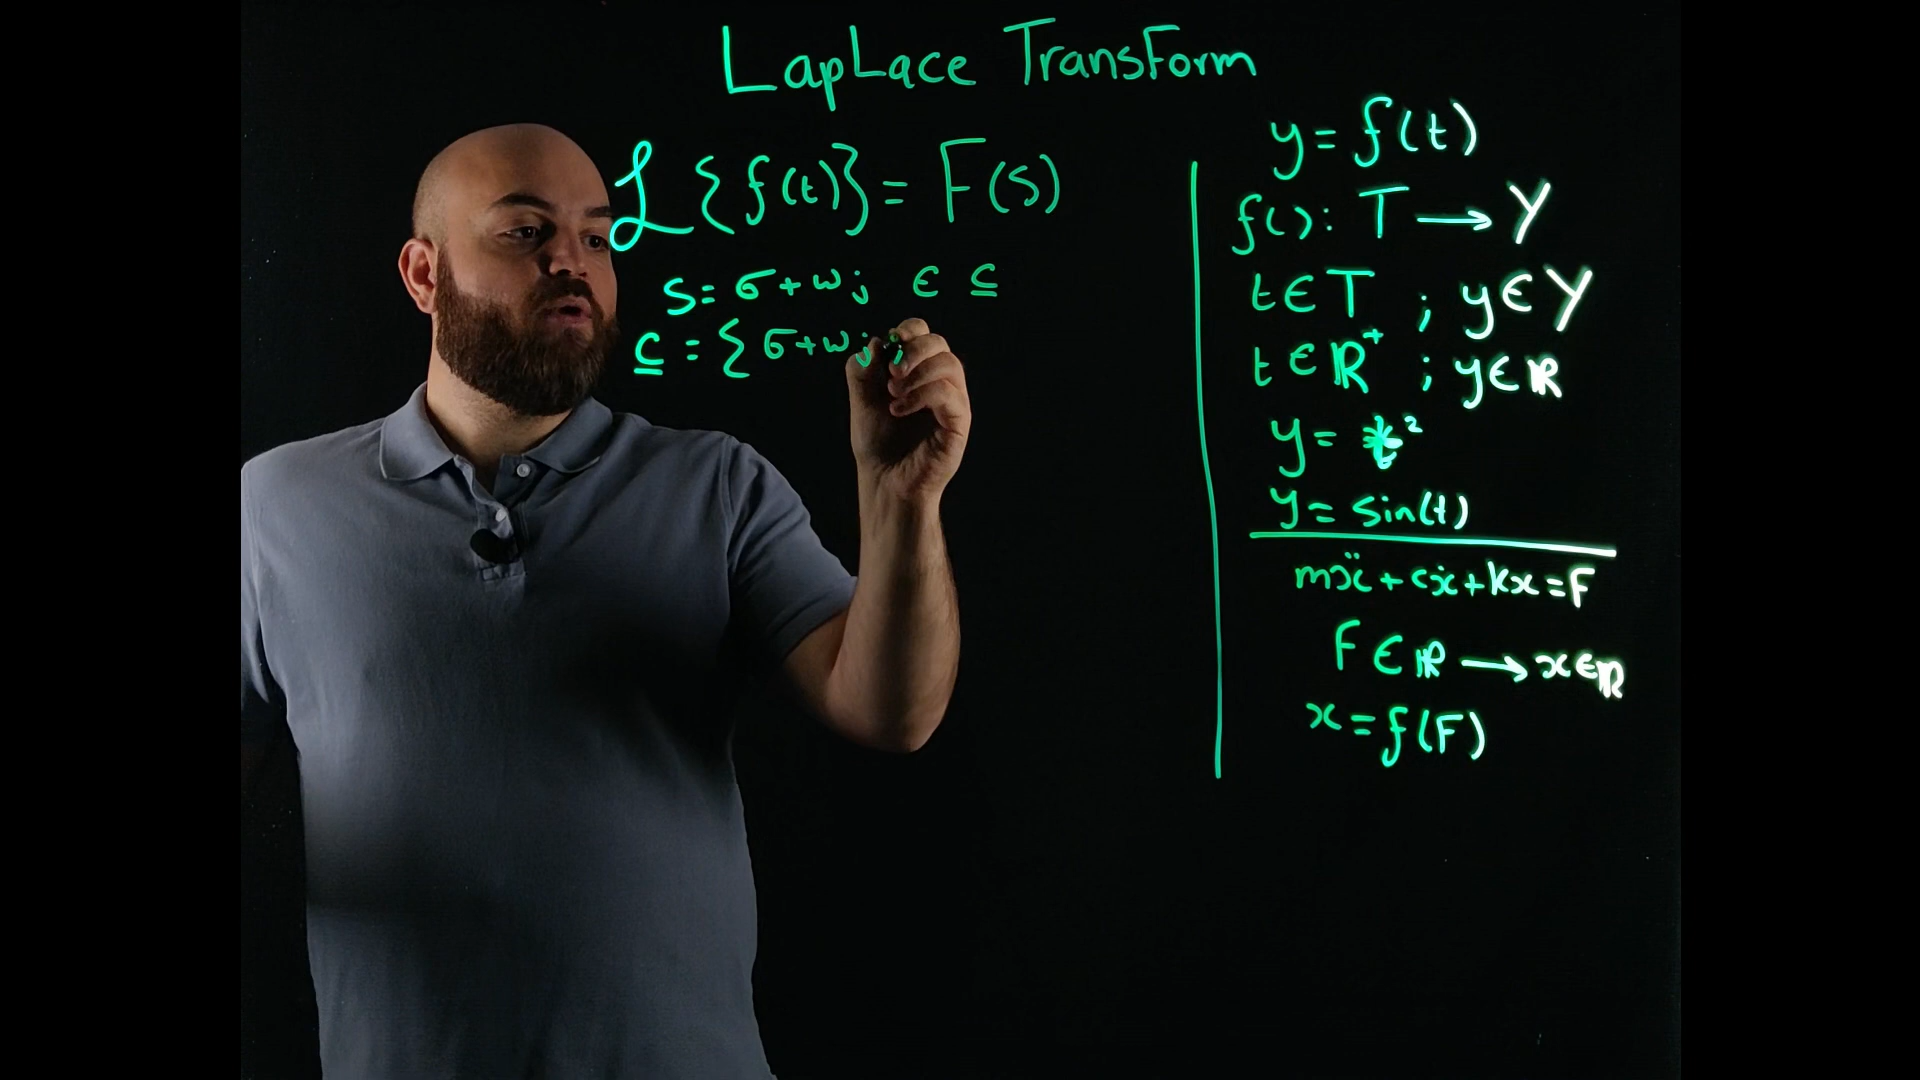 LapLace Transform
ℒ{f(t)} = F(s)
s = σ + ωj ∈ C
C = {σ + ωj ;
y = f(t)
f(): T → Y
t ∈ T ; y ∈ Y
t ∈ ℝ⁺ ; y ∈ ℝ
y = t²
y = sin(t)
mẍ + cẋ + kx = F
F ∈ ℝ → x ∈ ℝ
x = f(F)